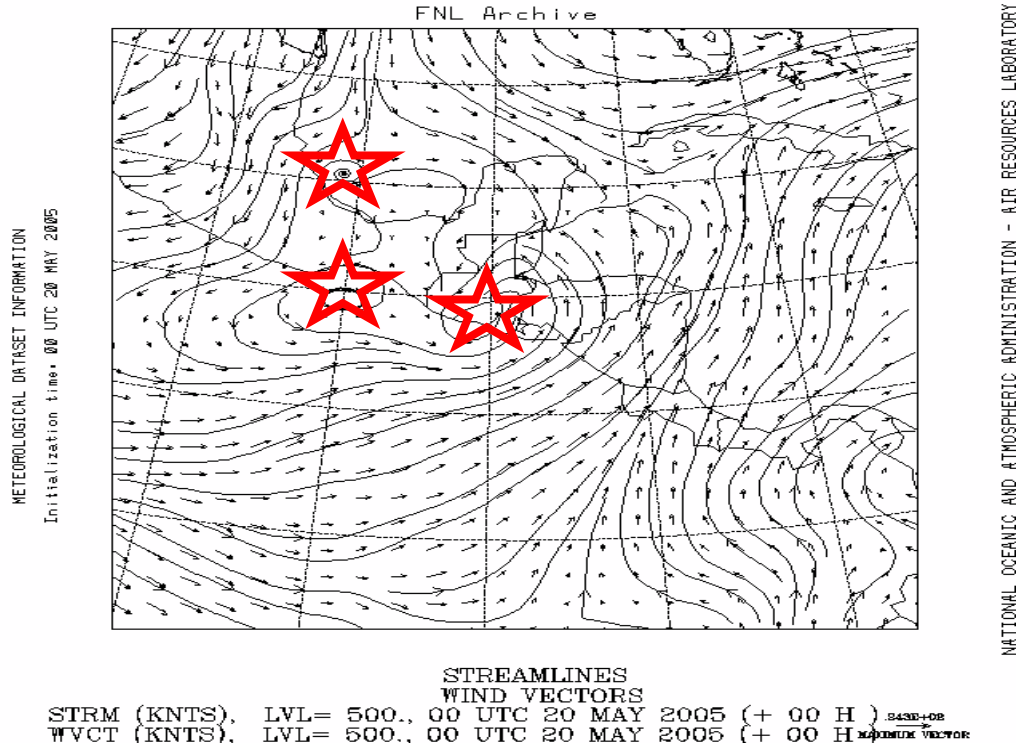 FNL Archive
METEOROLOGICAL DATASET INFORMATION
Initialization time: 00 UTC 20 MAY 2005
NATIONAL OCEANIC AND ATMOSPHERIC ADMINISTRATION - AIR RESOURCES LABORATORY
STREAMLINES
WIND VECTORS
STRM (KNTS), LVL= 500., 00 UTC 20 MAY 2005 (+ 00 H )
WVCT (KNTS), LVL= 500., 00 UTC 20 MAY 2005 (+ 00 H
.243E+02
MAXIMUM VECTOR